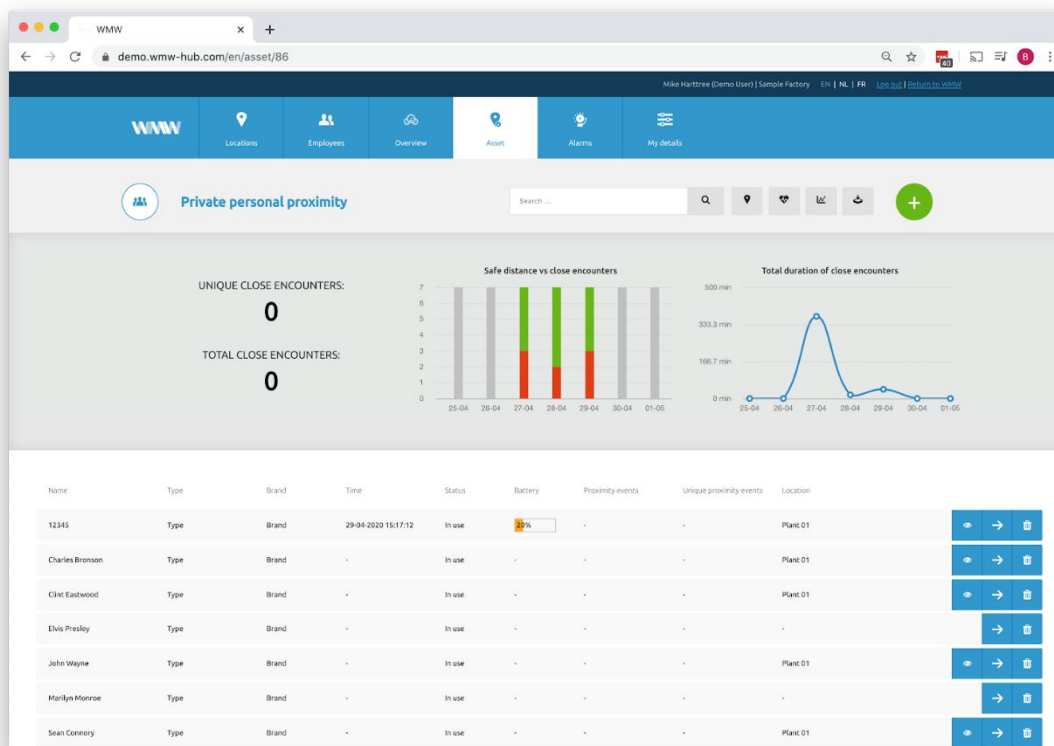 WMW
demo.wmw-hub.com/en/asset/86
40
B
Mike Harttree (Demo User) | Sample Factory EN | NL | FR Log out | Return to WMW
WMW
Locations Employees Overview Asset Alarms My details
Private personal proximity
Search ...
UNIQUE CLOSE ENCOUNTERS:
0
TOTAL CLOSE ENCOUNTERS:
0
Safe distance vs close encounters
7
6
5
4
3
2
1
0
25-04 26-04 27-04 28-04 29-04 30-04 01-05
Total duration of close encounters
500 min
333.3 min
166.7 min
0 min
25-04 26-04 27-04 28-04 29-04 30-04 01-05
Name Type Brand Time Status Battery Proximity events Unique proximity events Location
12345 Type Brand 29-04-2020 15:17:12 In use 20% - - Plant 01
Charles Bronson Type Brand - In use - - - Plant 01
Clint Eastwood Type Brand - In use - - - Plant 01
Elvis Presley Type Brand - In use - - - -
John Wayne Type Brand - In use - - - Plant 01
Marilyn Monroe Type Brand - In use - - - -
Sean Connory Type Brand - In use - - - Plant 01